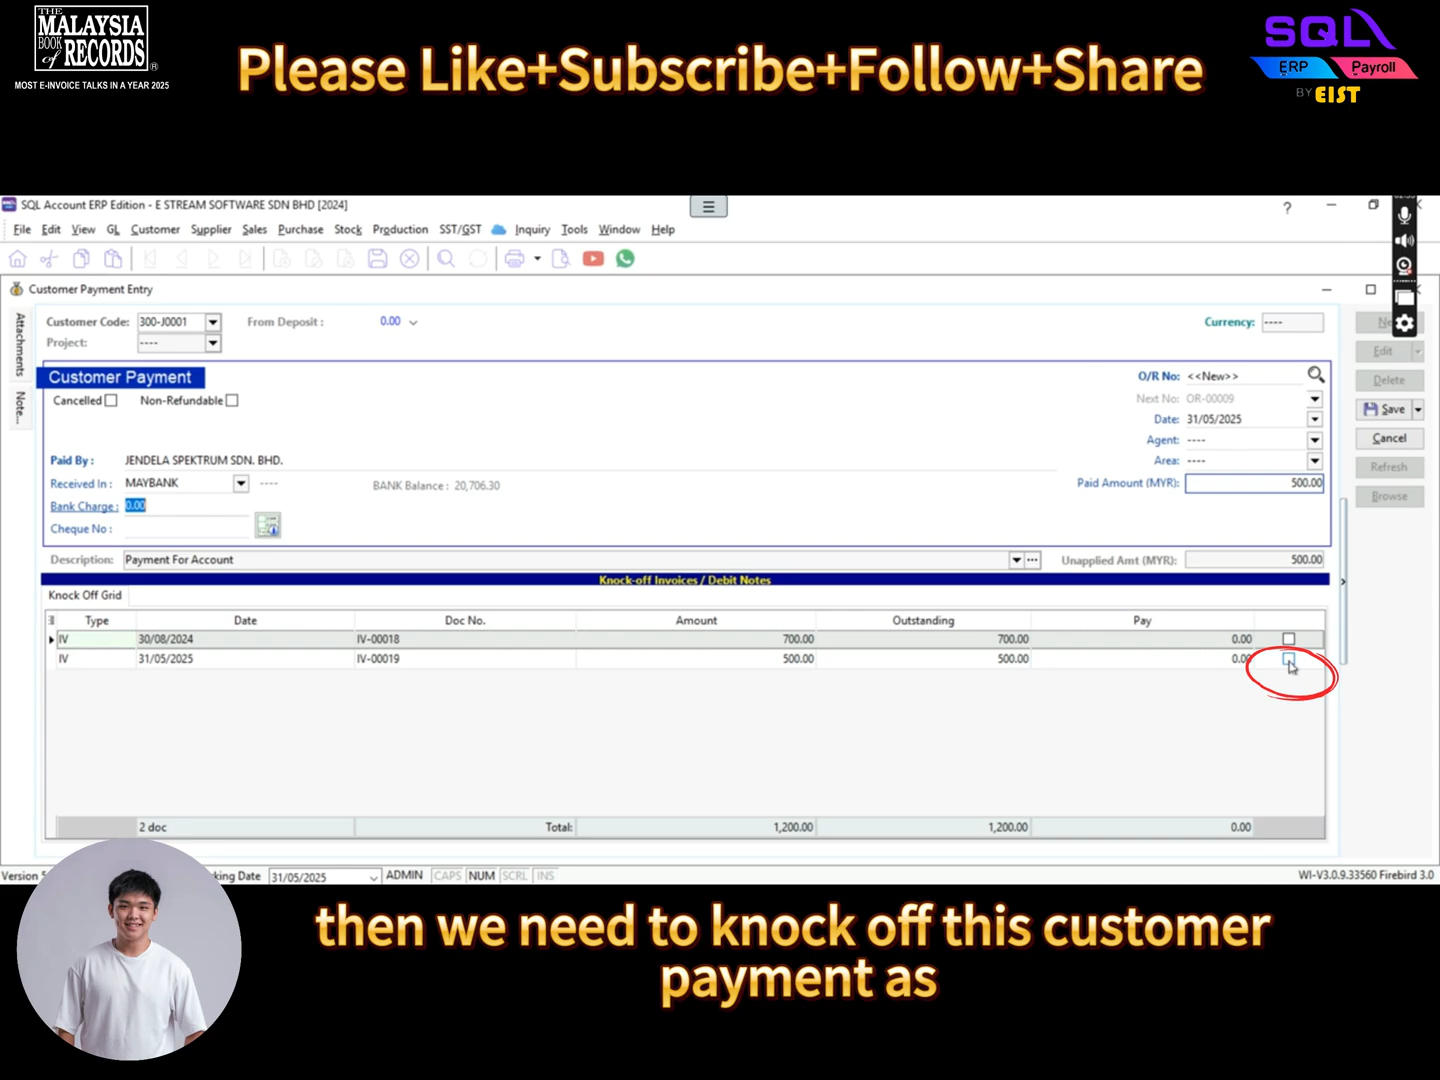 THE
MALAYSIA
BOOK
of RECORDS®
MOST E-INVOICE TALKS IN A YEAR 2025
Please Like+Subscribe+Follow+Share
SQL
ERP Payroll
BY EIST
SQL Account ERP Edition - E STREAM SOFTWARE SDN BHD [2024]
File Edit View GL Customer Supplier Sales Purchase Stock Production SST/GST Inquiry Tools Window Help
Customer Payment Entry
Attachments
Note...
Customer Code: 300-J0001 From Deposit : 0.00 Currency: ----
Project: ----
Customer Payment
Cancelled Non-Refundable
O/R No: <<New>>
Next No: OR-00009
Date: 31/05/2025
Agent: ----
Area: ----
Paid By : JENDELA SPEKTRUM SDN. BHD.
Received In : MAYBANK ---- BANK Balance : 20,706.30 Paid Amount (MYR): 500.00
Bank Charge : 0.00
Cheque No :
Description: Payment For Account ... Unapplied Amt (MYR): 500.00
Edit
Delete
Save
Cancel
Refresh
Browse
Knock-off Invoices / Debit Notes
Knock Off Grid
Type Date Doc No. Amount Outstanding Pay
IV 30/08/2024 IV-00018 700.00 700.00 0.00
IV 31/05/2025 IV-00019 500.00 500.00 0.00
2 doc Total: 1,200.00 1,200.00 0.00
Version king Date 31/05/2025 ADMIN CAPS NUM SCRL INS WI-V3.0.9.33560 Firebird 3.0
then we need to knock off this customer
payment as